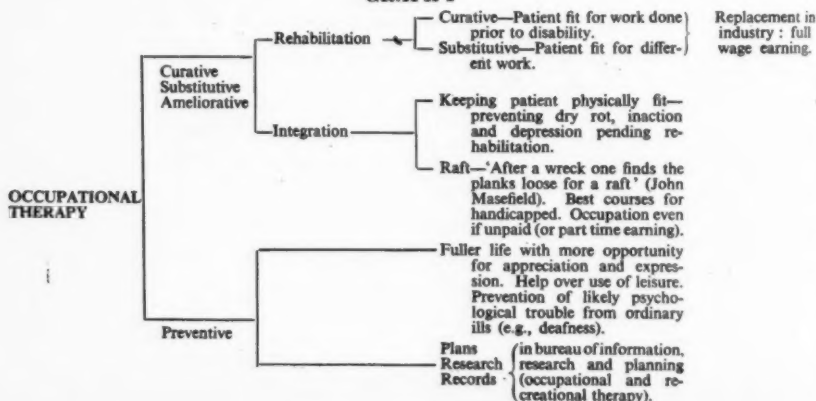 Curative—Patient fit for work done
prior to disability.
Substitutive—Patient fit for differ-
ent work.
Replacement in
industry : full
wage earning.
Rehabilitation
Curative
Substitutive
Ameliorative
Integration
Keeping patient physically fit—
preventing dry rot, inaction
and depression pending re-
habilitation.
Raft—'After a wreck one finds the
planks loose for a raft' (John
Masefield). Best courses for
handicapped. Occupation even
if unpaid (or part time earning).
OCCUPATIONAL
THERAPY
Fuller life with more opportunity
for appreciation and expres-
sion. Help over use of leisure.
Prevention of likely psycho-
logical trouble from ordinary
ills (e.g., deafness).
Preventive
Plans
Research
Records
in bureau of information,
research and planning
(occupational and re-
creational therapy).